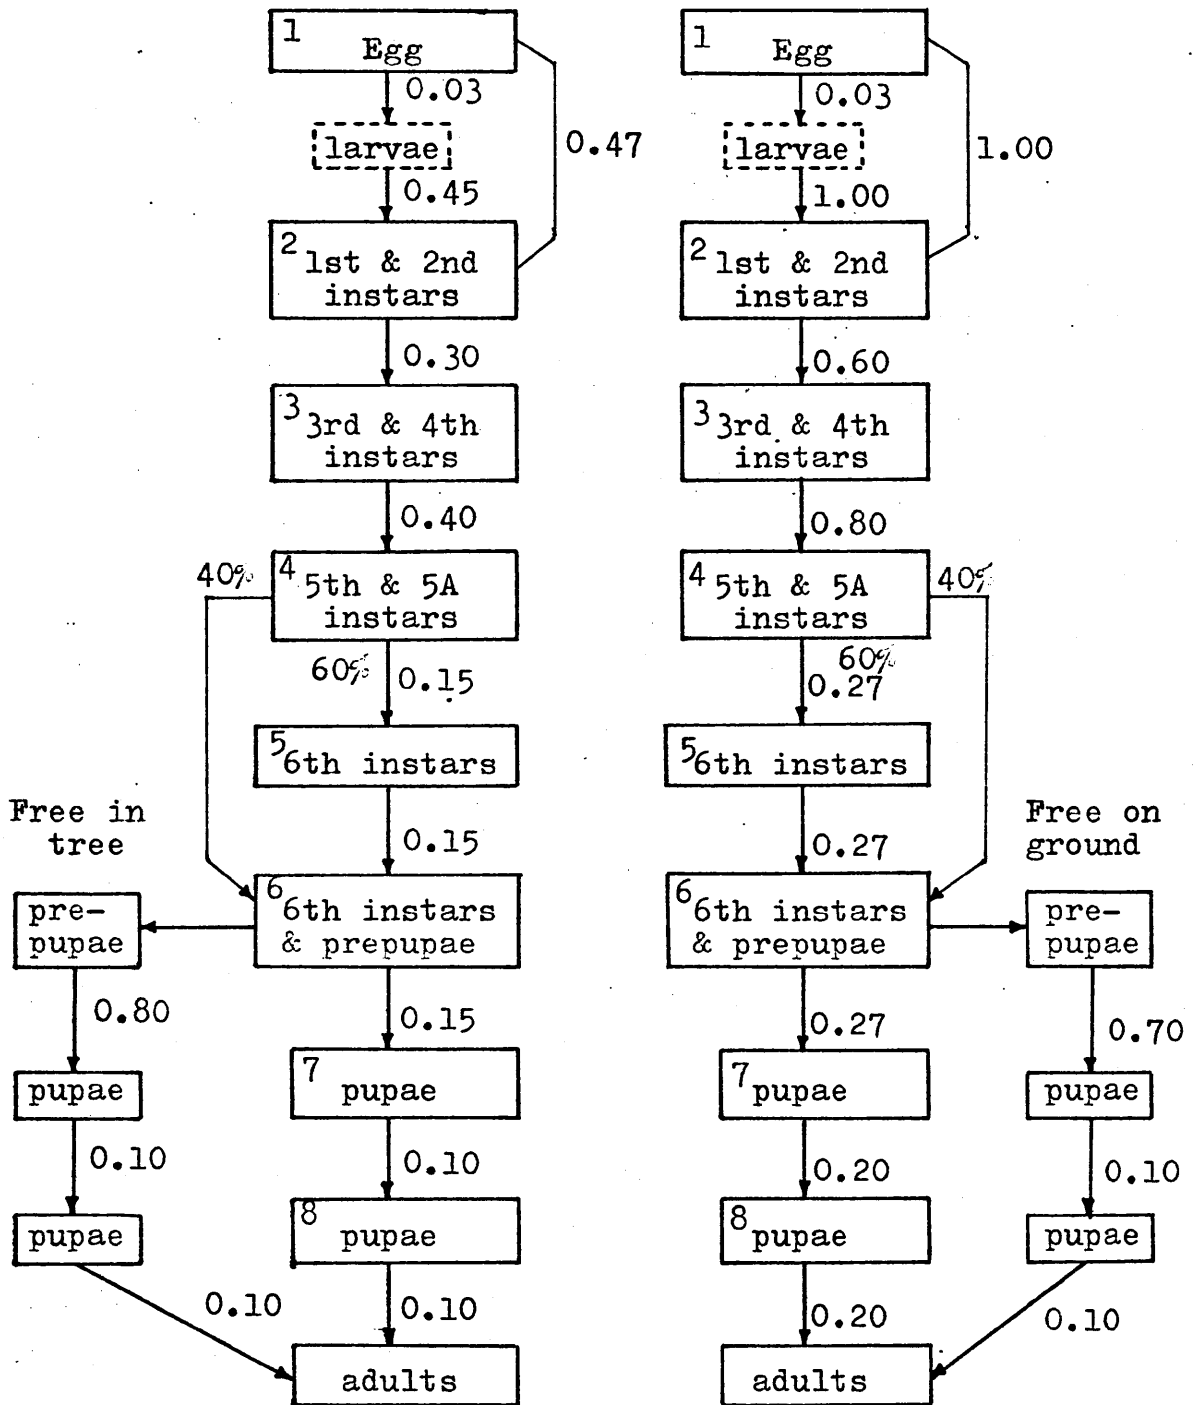 1
Egg
0.03
larvae
0.47
0.45
2
1st & 2nd
instars
0.30
3
3rd & 4th
instars
0.40
40%
4
5th & 5A
instars
60%
0.15
5
6th instars
Free in
tree
0.15
6
6th instars
& prepupae
pre-
pupae
0.80
0.15
pupae
7
pupae
0.10
0.10
pupae
8
pupae
0.10
0.10
adults
1
Egg
0.03
larvae
1.00
1.00
2
1st & 2nd
instars
0.60
3
3rd & 4th
instars
0.80
4
5th & 5A
instars
40%
60%
0.27
5
6th instars
Free on
ground
0.27
6
6th instars
& prepupae
pre-
pupae
0.27
0.70
7
pupae
pupae
0.20
0.10
8
pupae
pupae
0.20
0.10
adults